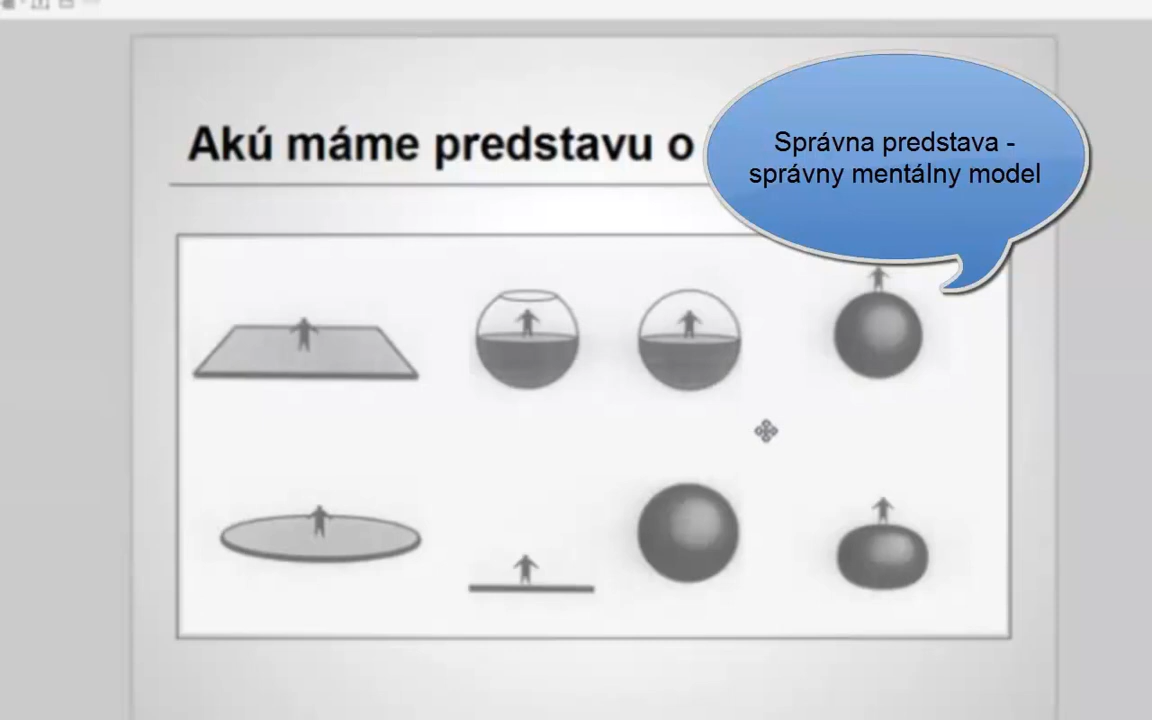 Akú máme predstavu o
Správna predstava -
správny mentálny model